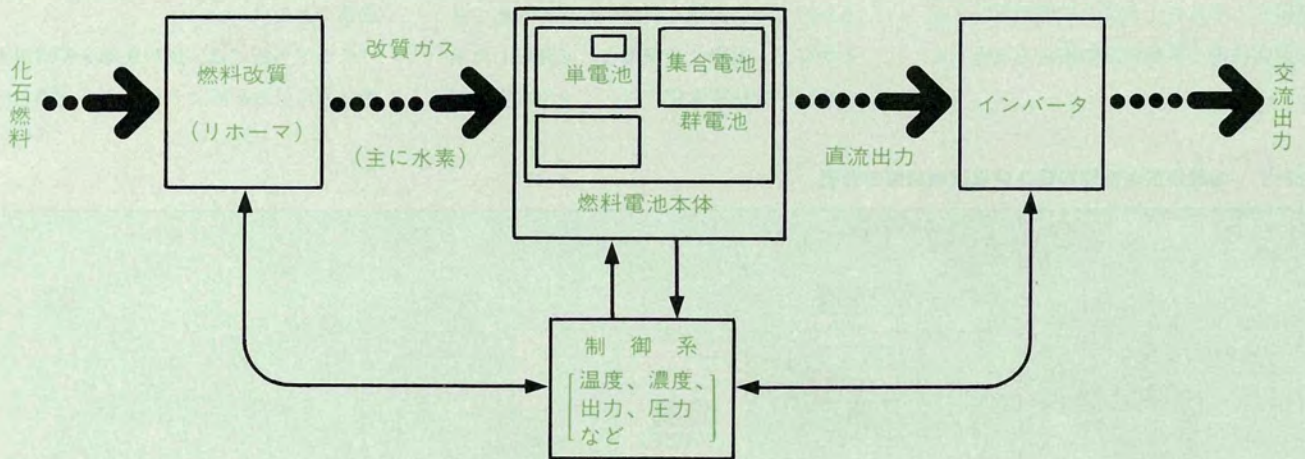 化石燃料
燃料改質
(リホーマ)
改質ガス
(主に水素)
単電池
集合電池
群電池
燃料電池本体
直流出力
インバータ
交流出力
制御系
温度、濃度、
出力、圧力
など